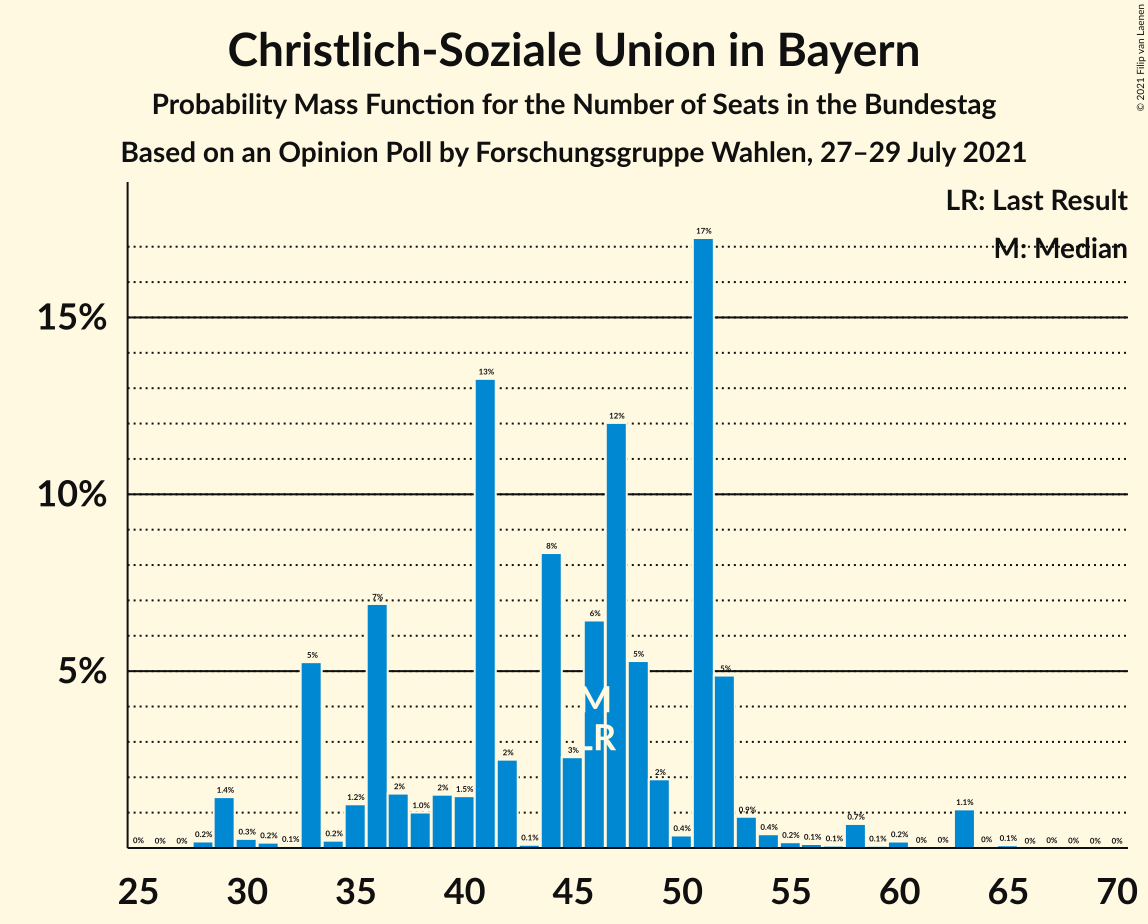 Christlich-Soziale Union in Bayern
Probability Mass Function for the Number of Seats in the Bundestag
Based on an Opinion Poll by Forschungsgruppe Wahlen, 27–29 July 2021
© 2021 Filip van Laenen
LR: Last Result
M: Median
15%
10%
5%
0% 0% 0% 0.2% 1.4% 0.3% 0.2% 0.1% 5% 0.2% 1.2% 7% 2% 1.0% 2% 1.5% 13% 2% 0.1% 8% 3% 6% 12% 5% 2% 0.4% 17% 5% 0.9% 0.4% 0.2% 0.1% 0.1% 0.7% 0.1% 0.2% 0% 0% 1.1% 0% 0.1% 0% 0% 0% 0% 0%
M
LR
25 30 35 40 45 50 55 60 65 70